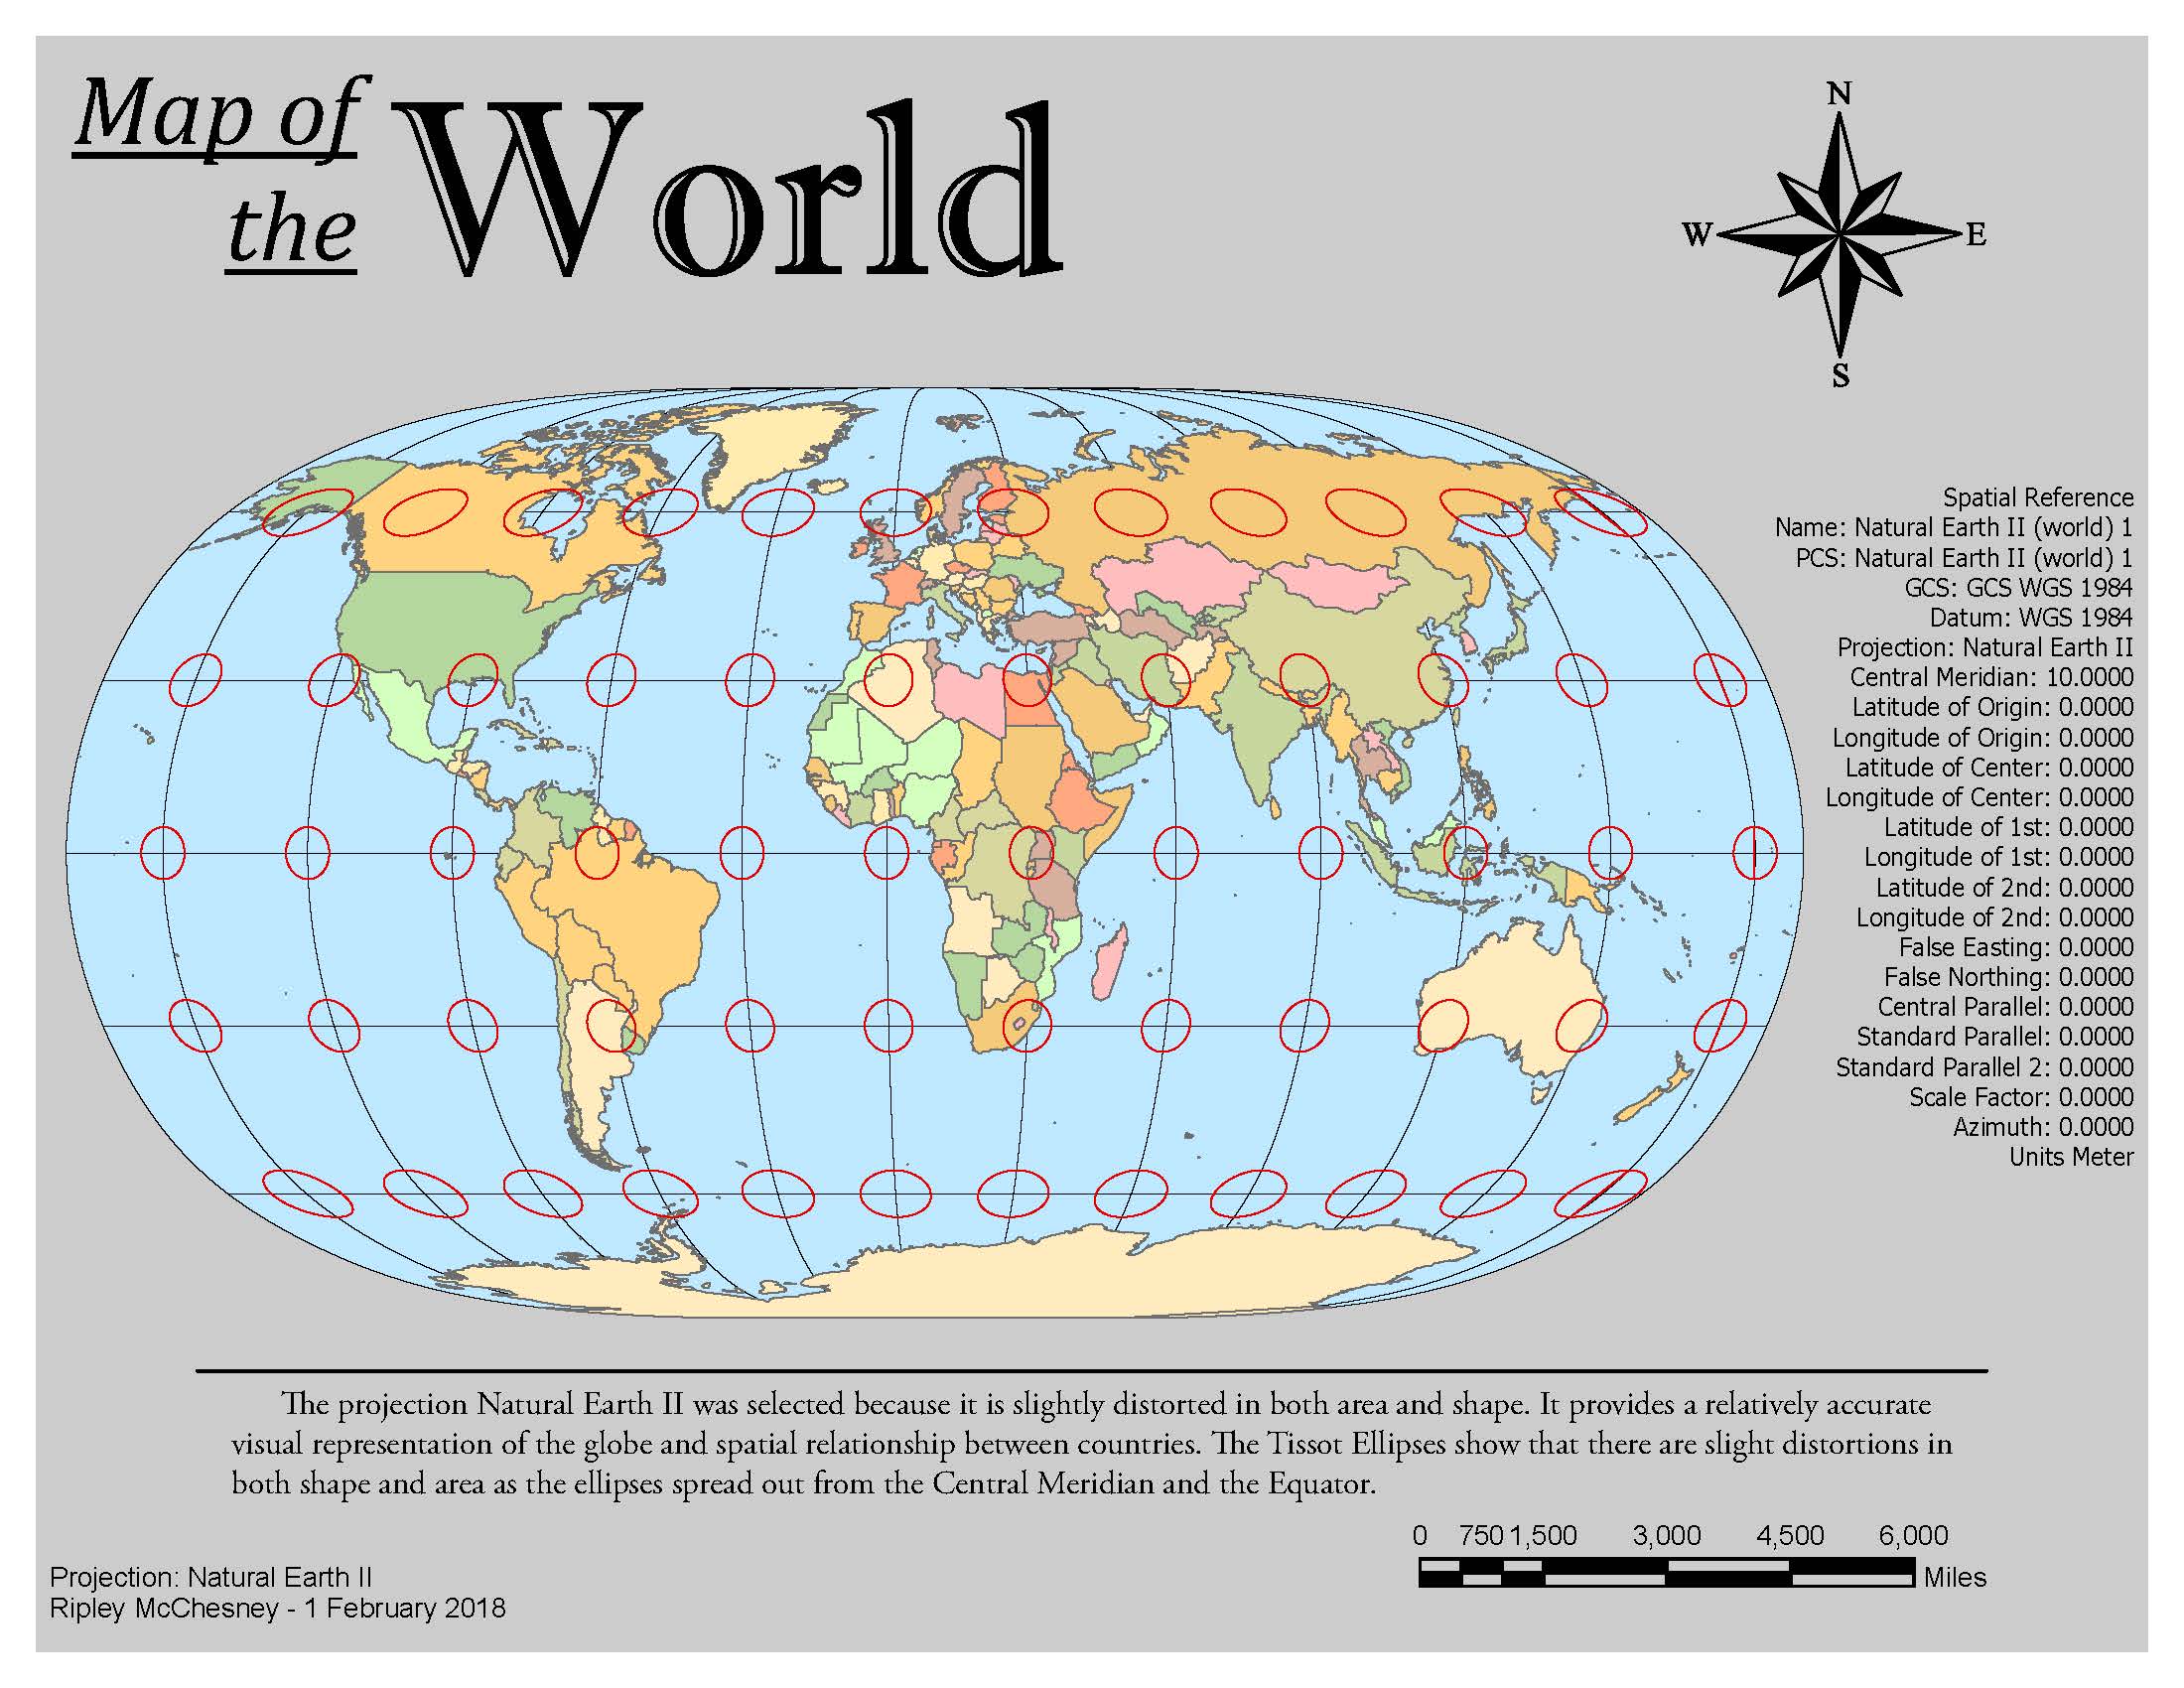 Map of
the
World
N
W
E
S
Spatial Reference
Name: Natural Earth II (world) 1
PCS: Natural Earth II (world) 1
GCS: GCS WGS 1984
Datum: WGS 1984
Projection: Natural Earth II
Central Meridian: 10.0000
Latitude of Origin: 0.0000
Longitude of Origin: 0.0000
Latitude of Center: 0.0000
Longitude of Center: 0.0000
Latitude of 1st: 0.0000
Longitude of 1st: 0.0000
Latitude of 2nd: 0.0000
Longitude of 2nd: 0.0000
False Easting: 0.0000
False Northing: 0.0000
Central Parallel: 0.0000
Standard Parallel: 0.0000
Standard Parallel 2: 0.0000
Scale Factor: 0.0000
Azimuth: 0.0000
Units Meter
The projection Natural Earth II was selected because it is slightly distorted in both area and shape. It provides a relatively accurate
visual representation of the globe and spatial relationship between countries. The Tissot Ellipses show that there are slight distortions in
both shape and area as the ellipses spread out from the Central Meridian and the Equator.
0 750 1,500 3,000 4,500 6,000
Miles
Projection: Natural Earth II
Ripley McChesney - 1 February 2018